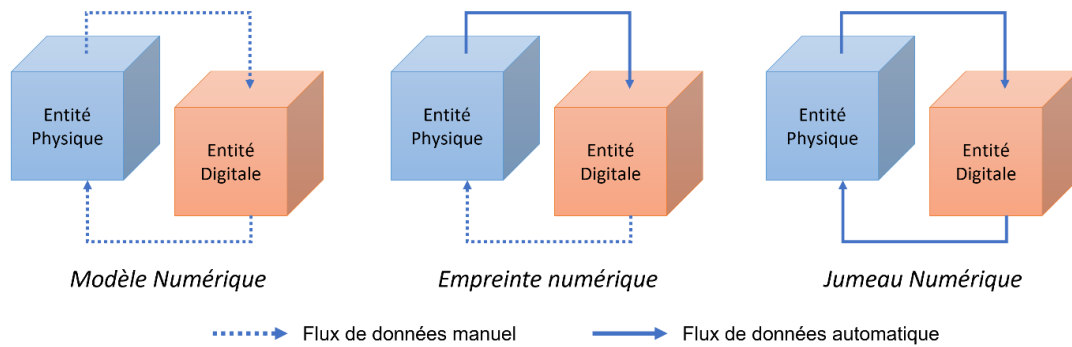 Entité
Physique
Entité
Digitale
Modèle Numérique
Entité
Physique
Entité
Digitale
Empreinte numérique
Entité
Physique
Entité
Digitale
Jumeau Numérique
Flux de données manuel
Flux de données automatique